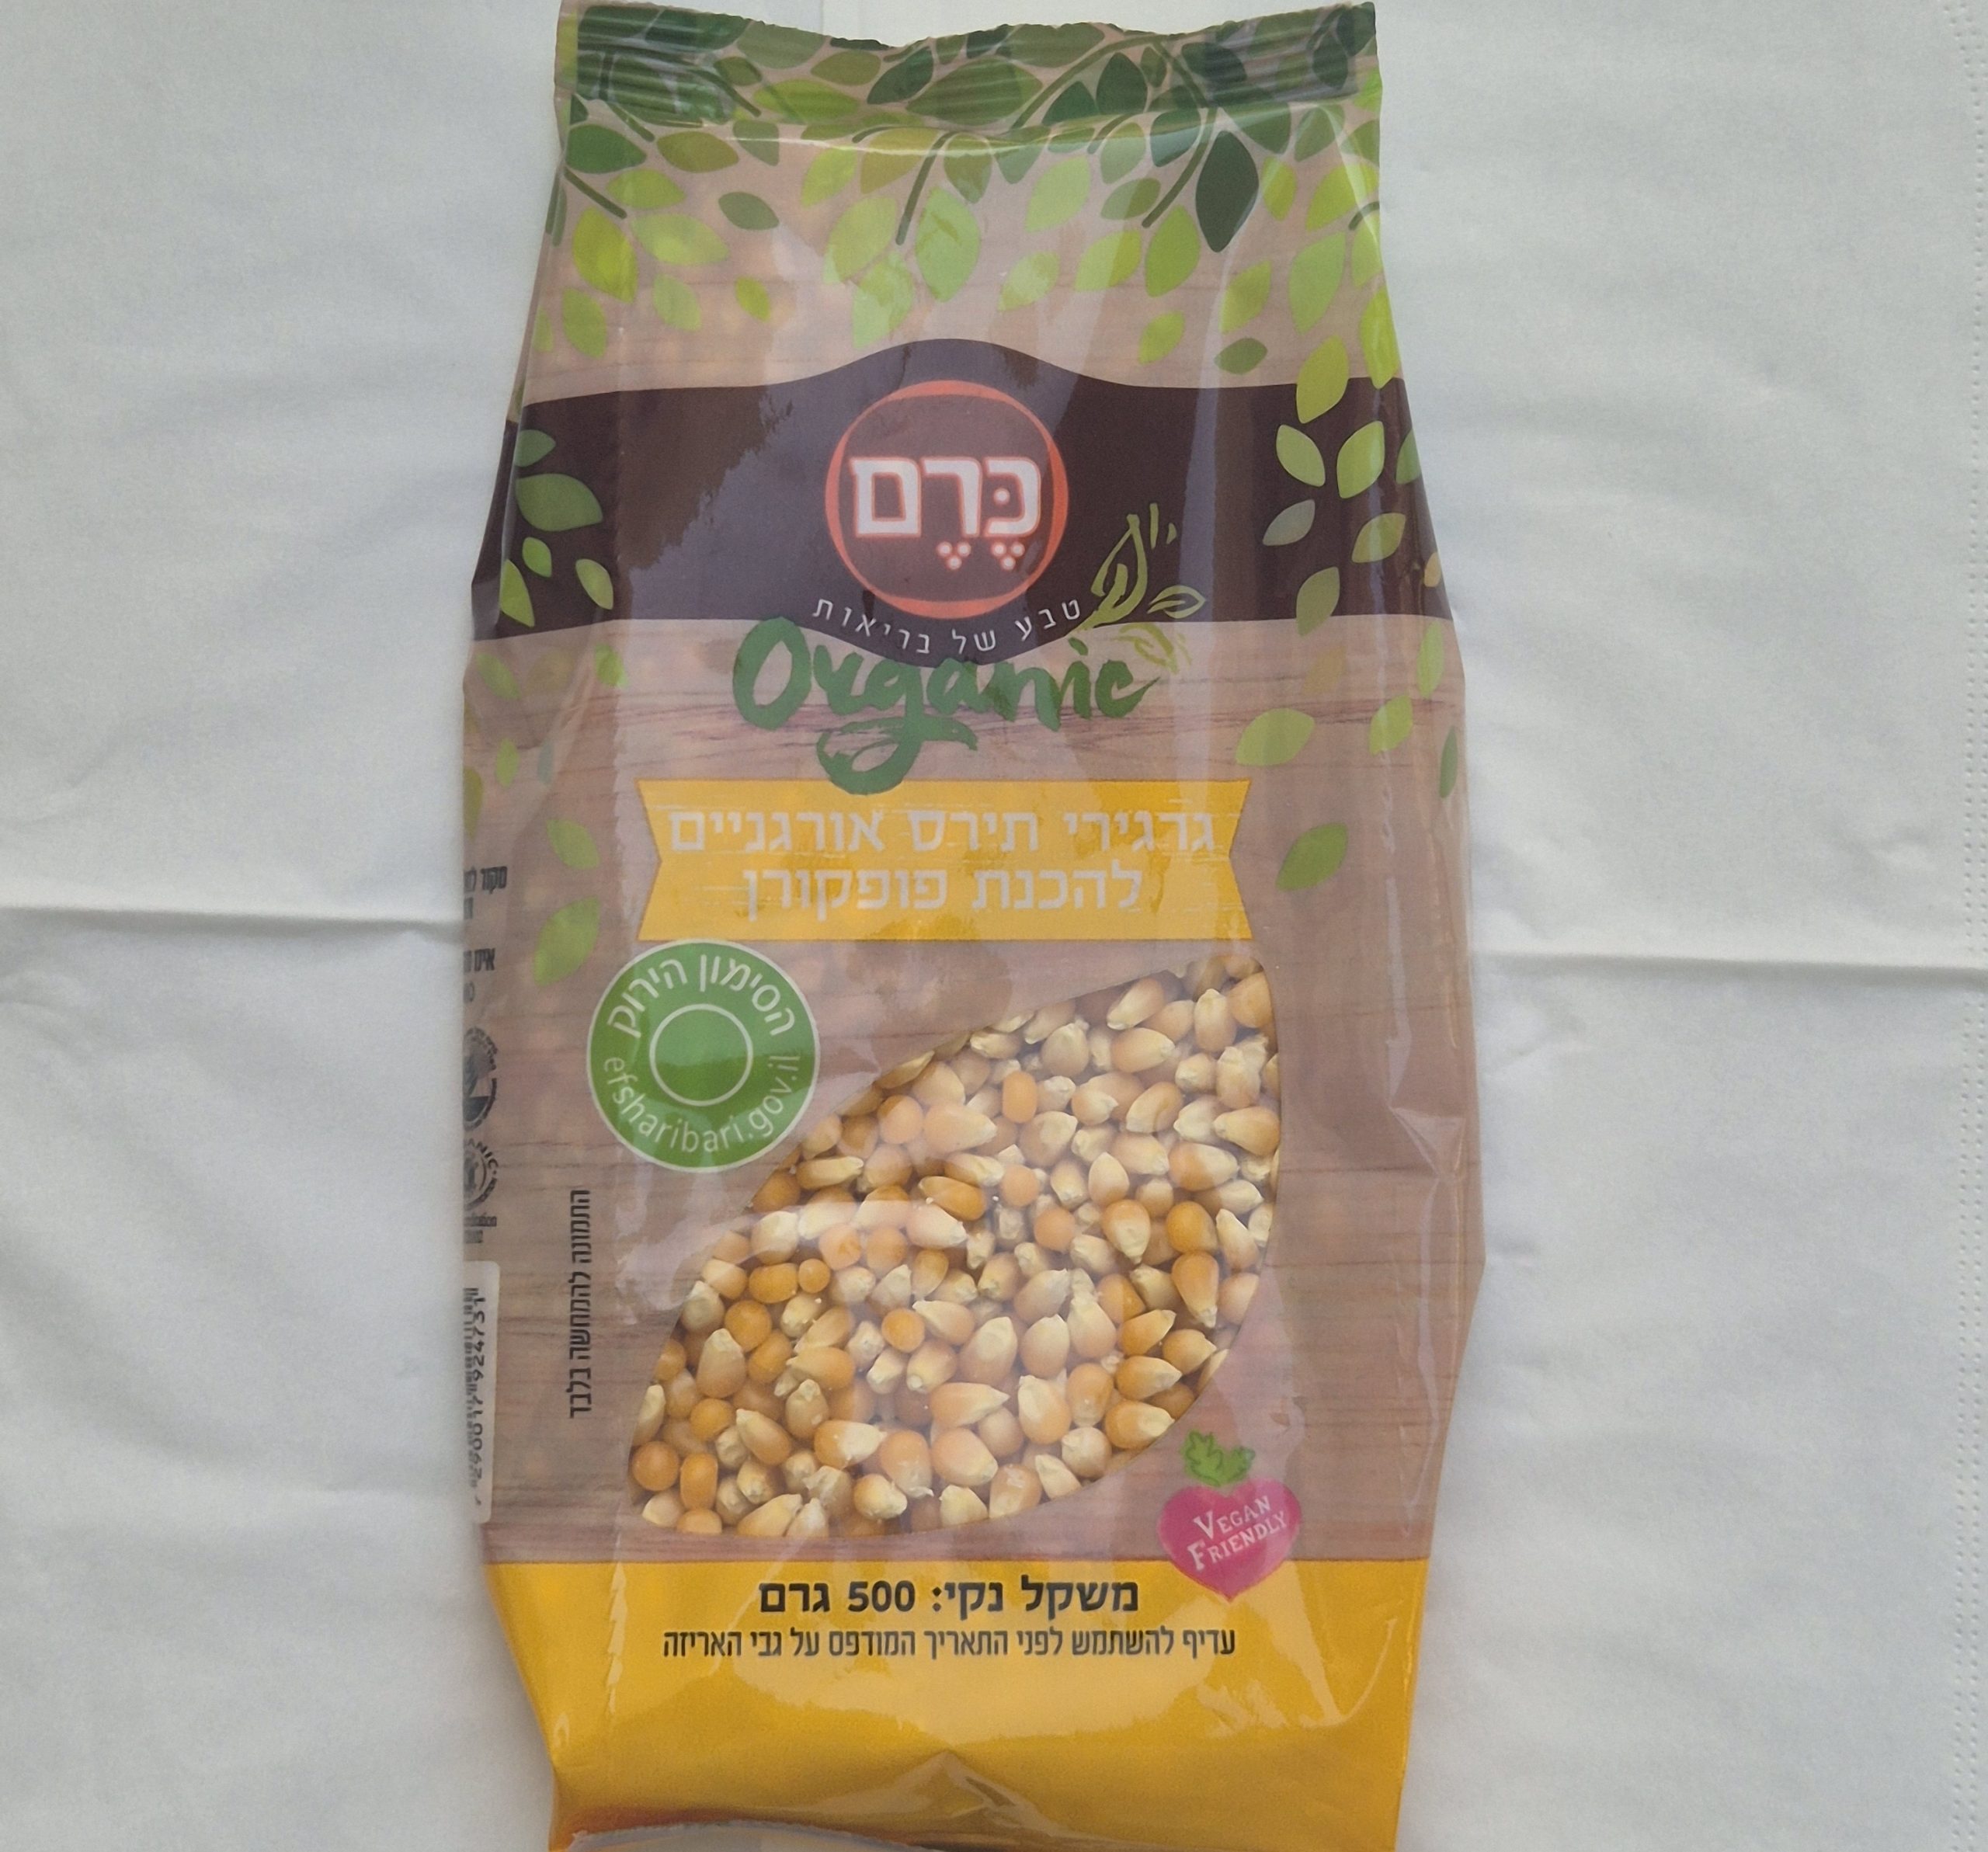 כֶּרֶם
טבע של בריאות
Organic
גרגירי תירס אורגניים
להכנת פופקורן
הסימון הירוק
efsharibari.gov.il
התמונה להמחשה בלבד
VEGAN
FRIENDLY
משקל נקי: 500 גרם
עדיף להשתמש לפני התאריך המודפס על גבי האריזה
מקור